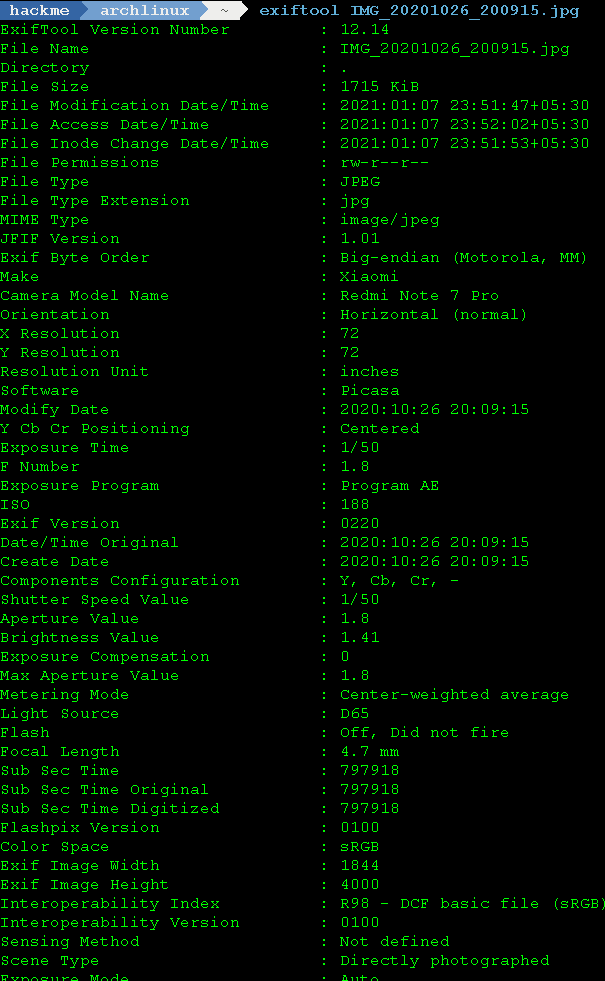 hackme archlinux ~ exiftool IMG_20201026_200915.jpg
ExifTool Version Number : 12.14
File Name : IMG_20201026_200915.jpg
Directory : .
File Size : 1715 KiB
File Modification Date/Time : 2021:01:07 23:51:47+05:30
File Access Date/Time : 2021:01:07 23:52:02+05:30
File Inode Change Date/Time : 2021:01:07 23:51:53+05:30
File Permissions : rw-r--r--
File Type : JPEG
File Type Extension : jpg
MIME Type : image/jpeg
JFIF Version : 1.01
Exif Byte Order : Big-endian (Motorola, MM)
Make : Xiaomi
Camera Model Name : Redmi Note 7 Pro
Orientation : Horizontal (normal)
X Resolution : 72
Y Resolution : 72
Resolution Unit : inches
Software : Picasa
Modify Date : 2020:10:26 20:09:15
Y Cb Cr Positioning : Centered
Exposure Time : 1/50
F Number : 1.8
Exposure Program : Program AE
ISO : 188
Exif Version : 0220
Date/Time Original : 2020:10:26 20:09:15
Create Date : 2020:10:26 20:09:15
Components Configuration : Y, Cb, Cr, -
Shutter Speed Value : 1/50
Aperture Value : 1.8
Brightness Value : 1.41
Exposure Compensation : 0
Max Aperture Value : 1.8
Metering Mode : Center-weighted average
Light Source : D65
Flash : Off, Did not fire
Focal Length : 4.7 mm
Sub Sec Time : 797918
Sub Sec Time Original : 797918
Sub Sec Time Digitized : 797918
Flashpix Version : 0100
Color Space : sRGB
Exif Image Width : 1844
Exif Image Height : 4000
Interoperability Index : R98 - DCF basic file (sRGB)
Interoperability Version : 0100
Sensing Method : Not defined
Scene Type : Directly photographed
Exposure Mode : Auto